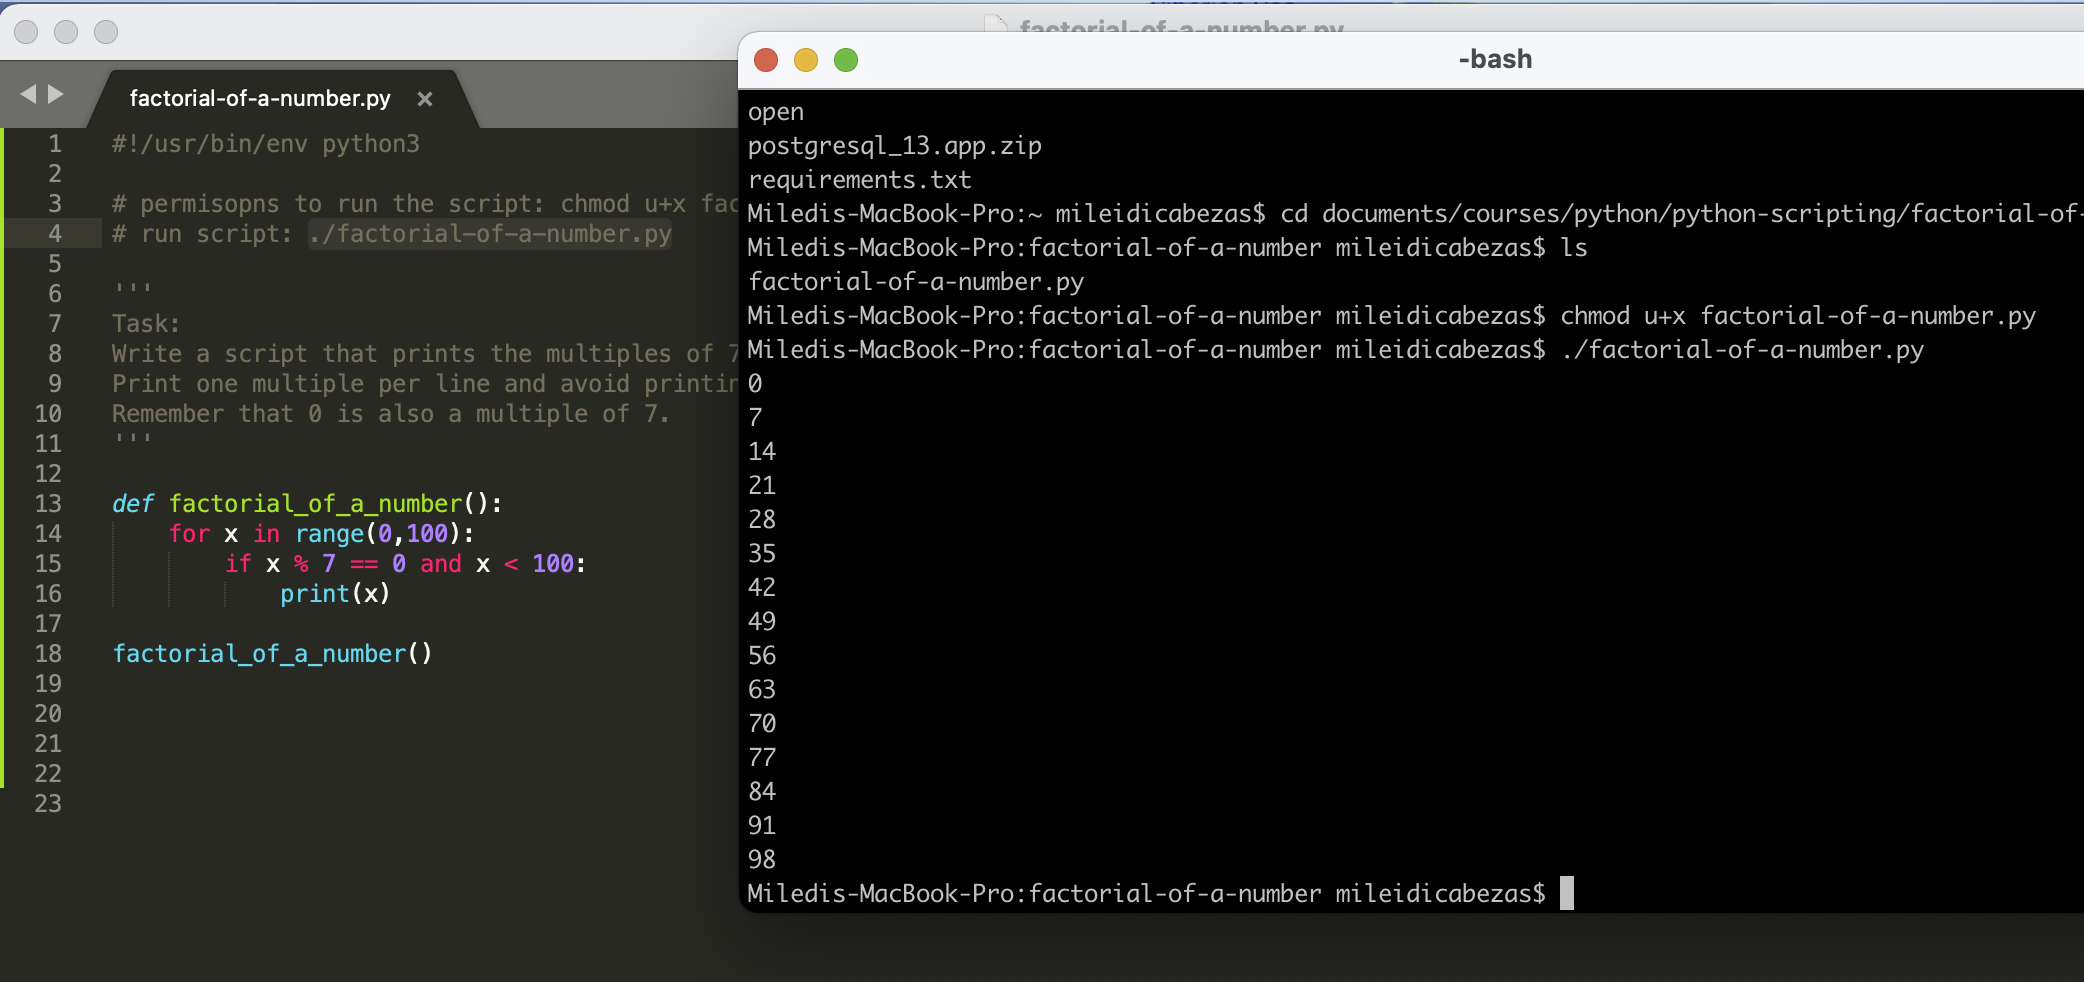 factorial-of-a-number.py
factorial-of-a-number.py ×
1 #!/usr/bin/env python3
2
3 # permisopns to run the script: chmod u+x fac
4 # run script: ./factorial-of-a-number.py
5
6 '''
7 Task:
8 Write a script that prints the multiples of 7
9 Print one multiple per line and avoid printin
10 Remember that 0 is also a multiple of 7.
11 '''
12
13 def factorial_of_a_number():
14 for x in range(0,100):
15 if x % 7 == 0 and x < 100:
16 print(x)
17
18 factorial_of_a_number()
19
20
21
22
23
-bash
open
postgresql_13.app.zip
requirements.txt
Miledis-MacBook-Pro:~ mileidicabezas$ cd documents/courses/python/python-scripting/factorial-of-
Miledis-MacBook-Pro:factorial-of-a-number mileidicabezas$ ls
factorial-of-a-number.py
Miledis-MacBook-Pro:factorial-of-a-number mileidicabezas$ chmod u+x factorial-of-a-number.py
Miledis-MacBook-Pro:factorial-of-a-number mileidicabezas$ ./factorial-of-a-number.py
0
7
14
21
28
35
42
49
56
63
70
77
84
91
98
Miledis-MacBook-Pro:factorial-of-a-number mileidicabezas$